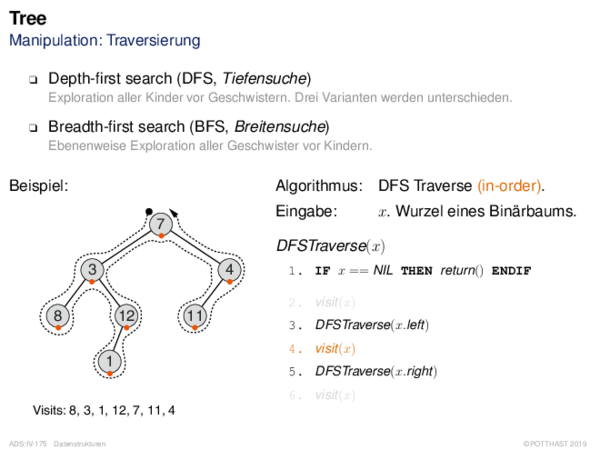 Tree
Manipulation: Traversierung
❑ Depth-first search (DFS, Tiefensuche)
Exploration aller Kinder vor Geschwistern. Drei Varianten werden unterschieden.
❑ Breadth-first search (BFS, Breitensuche)
Ebenenweise Exploration aller Geschwister vor Kindern.
Beispiel:
7
3 4
8 12 11
1
Visits: 8, 3, 1, 12, 7, 11, 4
Algorithmus: DFS Traverse (in-order).
Eingabe: x. Wurzel eines Binärbaums.
DFSTraverse(x)
1. IF x == NIL THEN return() ENDIF
2. visit(x)
3. DFSTraverse(x.left)
4. visit(x)
5. DFSTraverse(x.right)
6. visit(x)
ADS:IV-175 Datenstrukturen
©POTTHAST 2019